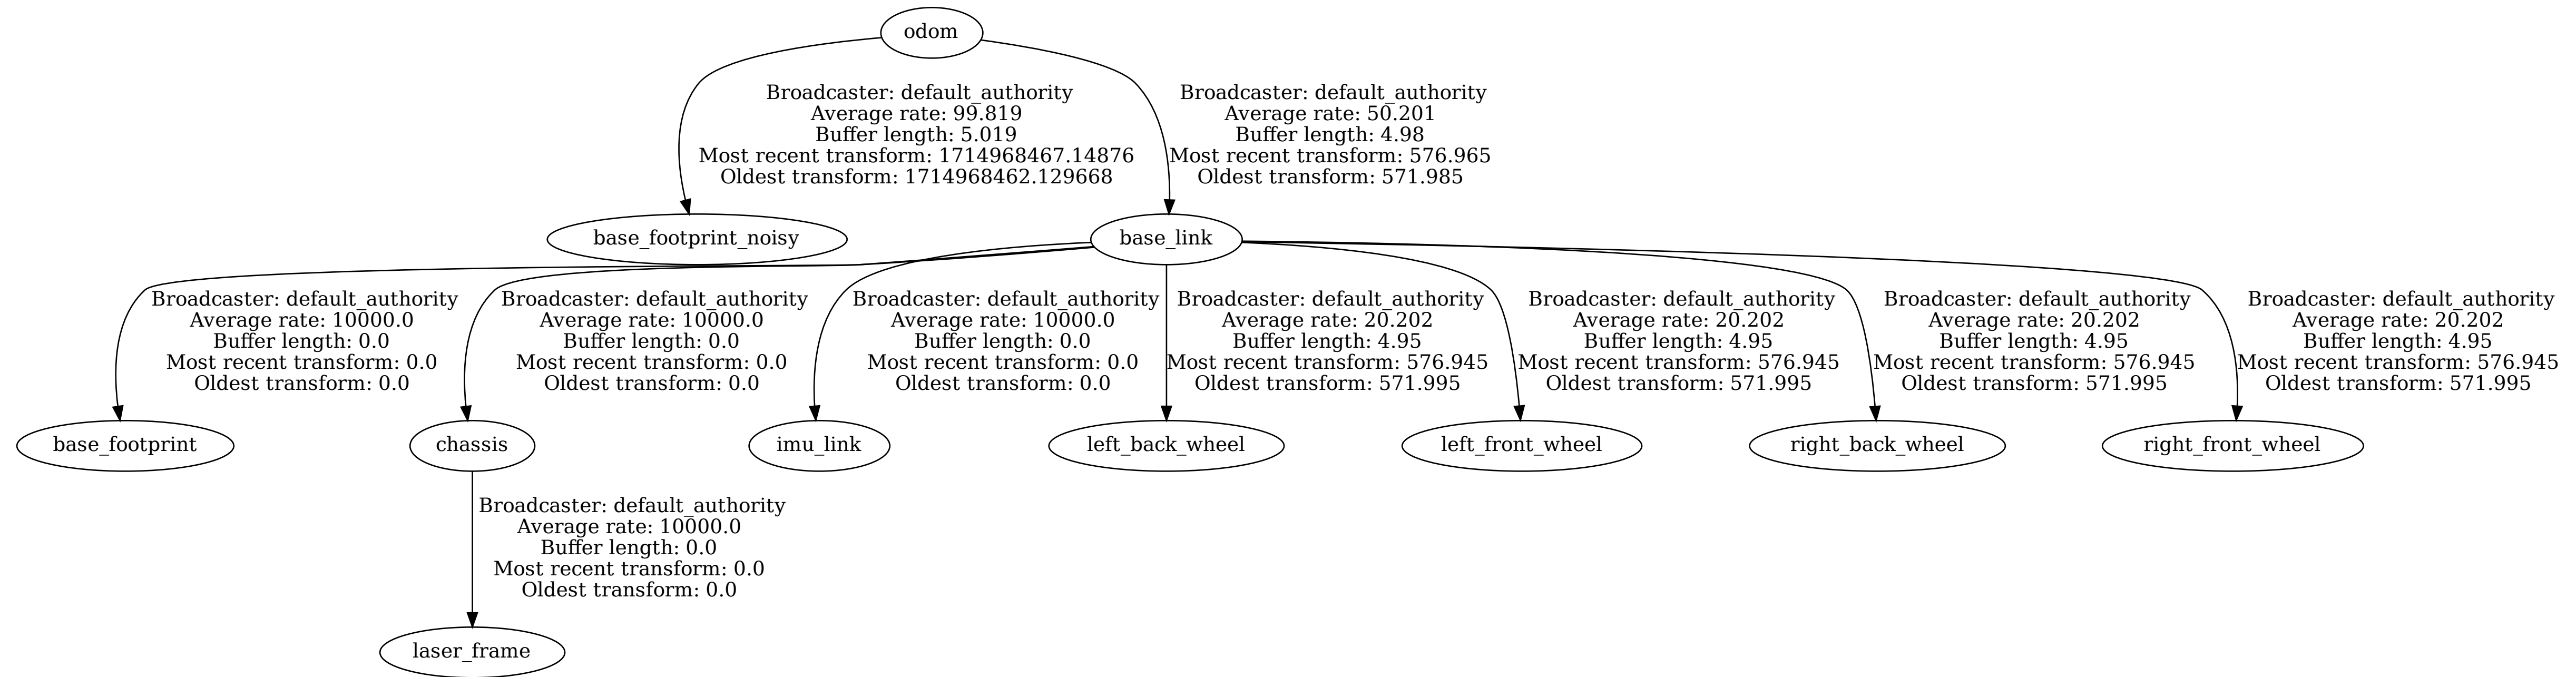 odom
Broadcaster: default_authority
Average rate: 99.819
Buffer length: 5.019
Most recent transform: 1714968467.14876
Oldest transform: 1714968462.129668
Broadcaster: default_authority
Average rate: 50.201
Buffer length: 4.98
Most recent transform: 576.965
Oldest transform: 571.985
base_footprint_noisy
base_link
Broadcaster: default_authority
Average rate: 10000.0
Buffer length: 0.0
Most recent transform: 0.0
Oldest transform: 0.0
Broadcaster: default_authority
Average rate: 10000.0
Buffer length: 0.0
Most recent transform: 0.0
Oldest transform: 0.0
Broadcaster: default_authority
Average rate: 10000.0
Buffer length: 0.0
Most recent transform: 0.0
Oldest transform: 0.0
Broadcaster: default_authority
Average rate: 20.202
Buffer length: 4.95
Most recent transform: 576.945
Oldest transform: 571.995
Broadcaster: default_authority
Average rate: 20.202
Buffer length: 4.95
Most recent transform: 576.945
Oldest transform: 571.995
Broadcaster: default_authority
Average rate: 20.202
Buffer length: 4.95
Most recent transform: 576.945
Oldest transform: 571.995
Broadcaster: default_authority
Average rate: 20.202
Buffer length: 4.95
Most recent transform: 576.945
Oldest transform: 571.995
base_footprint
chassis
imu_link
left_back_wheel
left_front_wheel
right_back_wheel
right_front_wheel
Broadcaster: default_authority
Average rate: 10000.0
Buffer length: 0.0
Most recent transform: 0.0
Oldest transform: 0.0
laser_frame